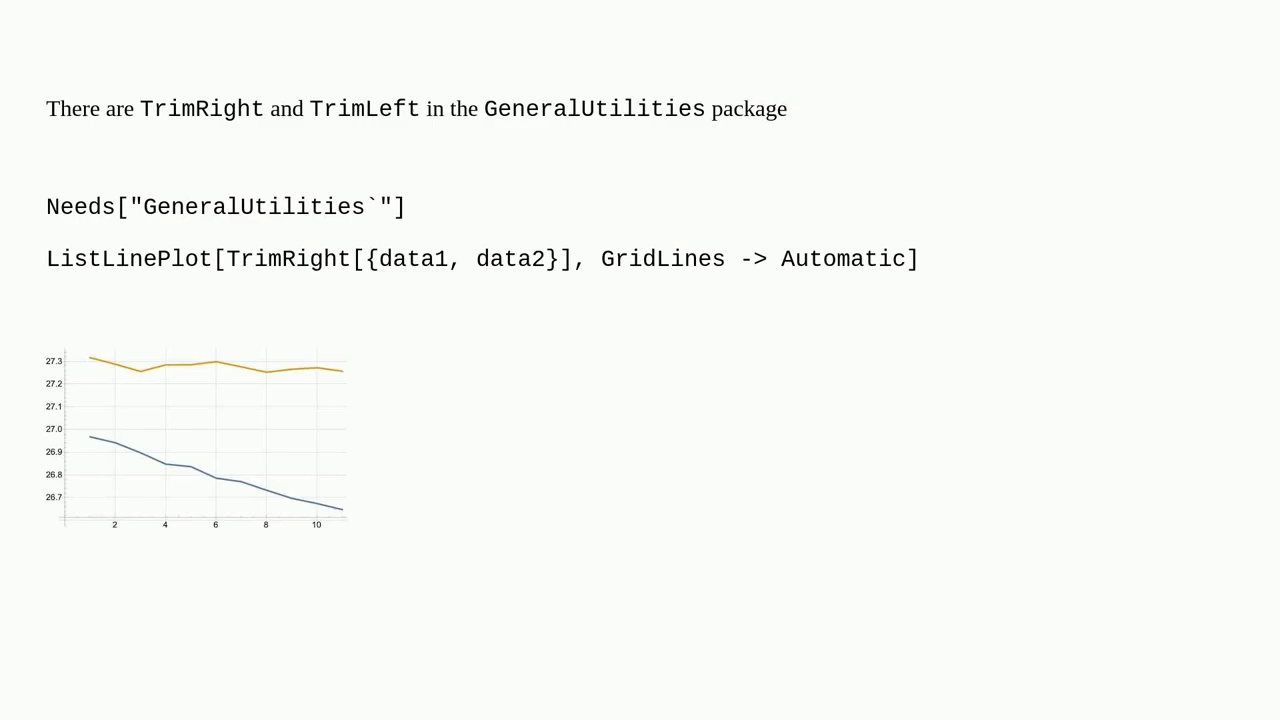 There are TrimRight and TrimLeft in the GeneralUtilities package
Needs["GeneralUtilities`"]
ListLinePlot[TrimRight[{data1, data2}], GridLines -> Automatic]
27.3
27.2
27.1
27.0
26.9
26.8
26.7
2 4 6 8 10